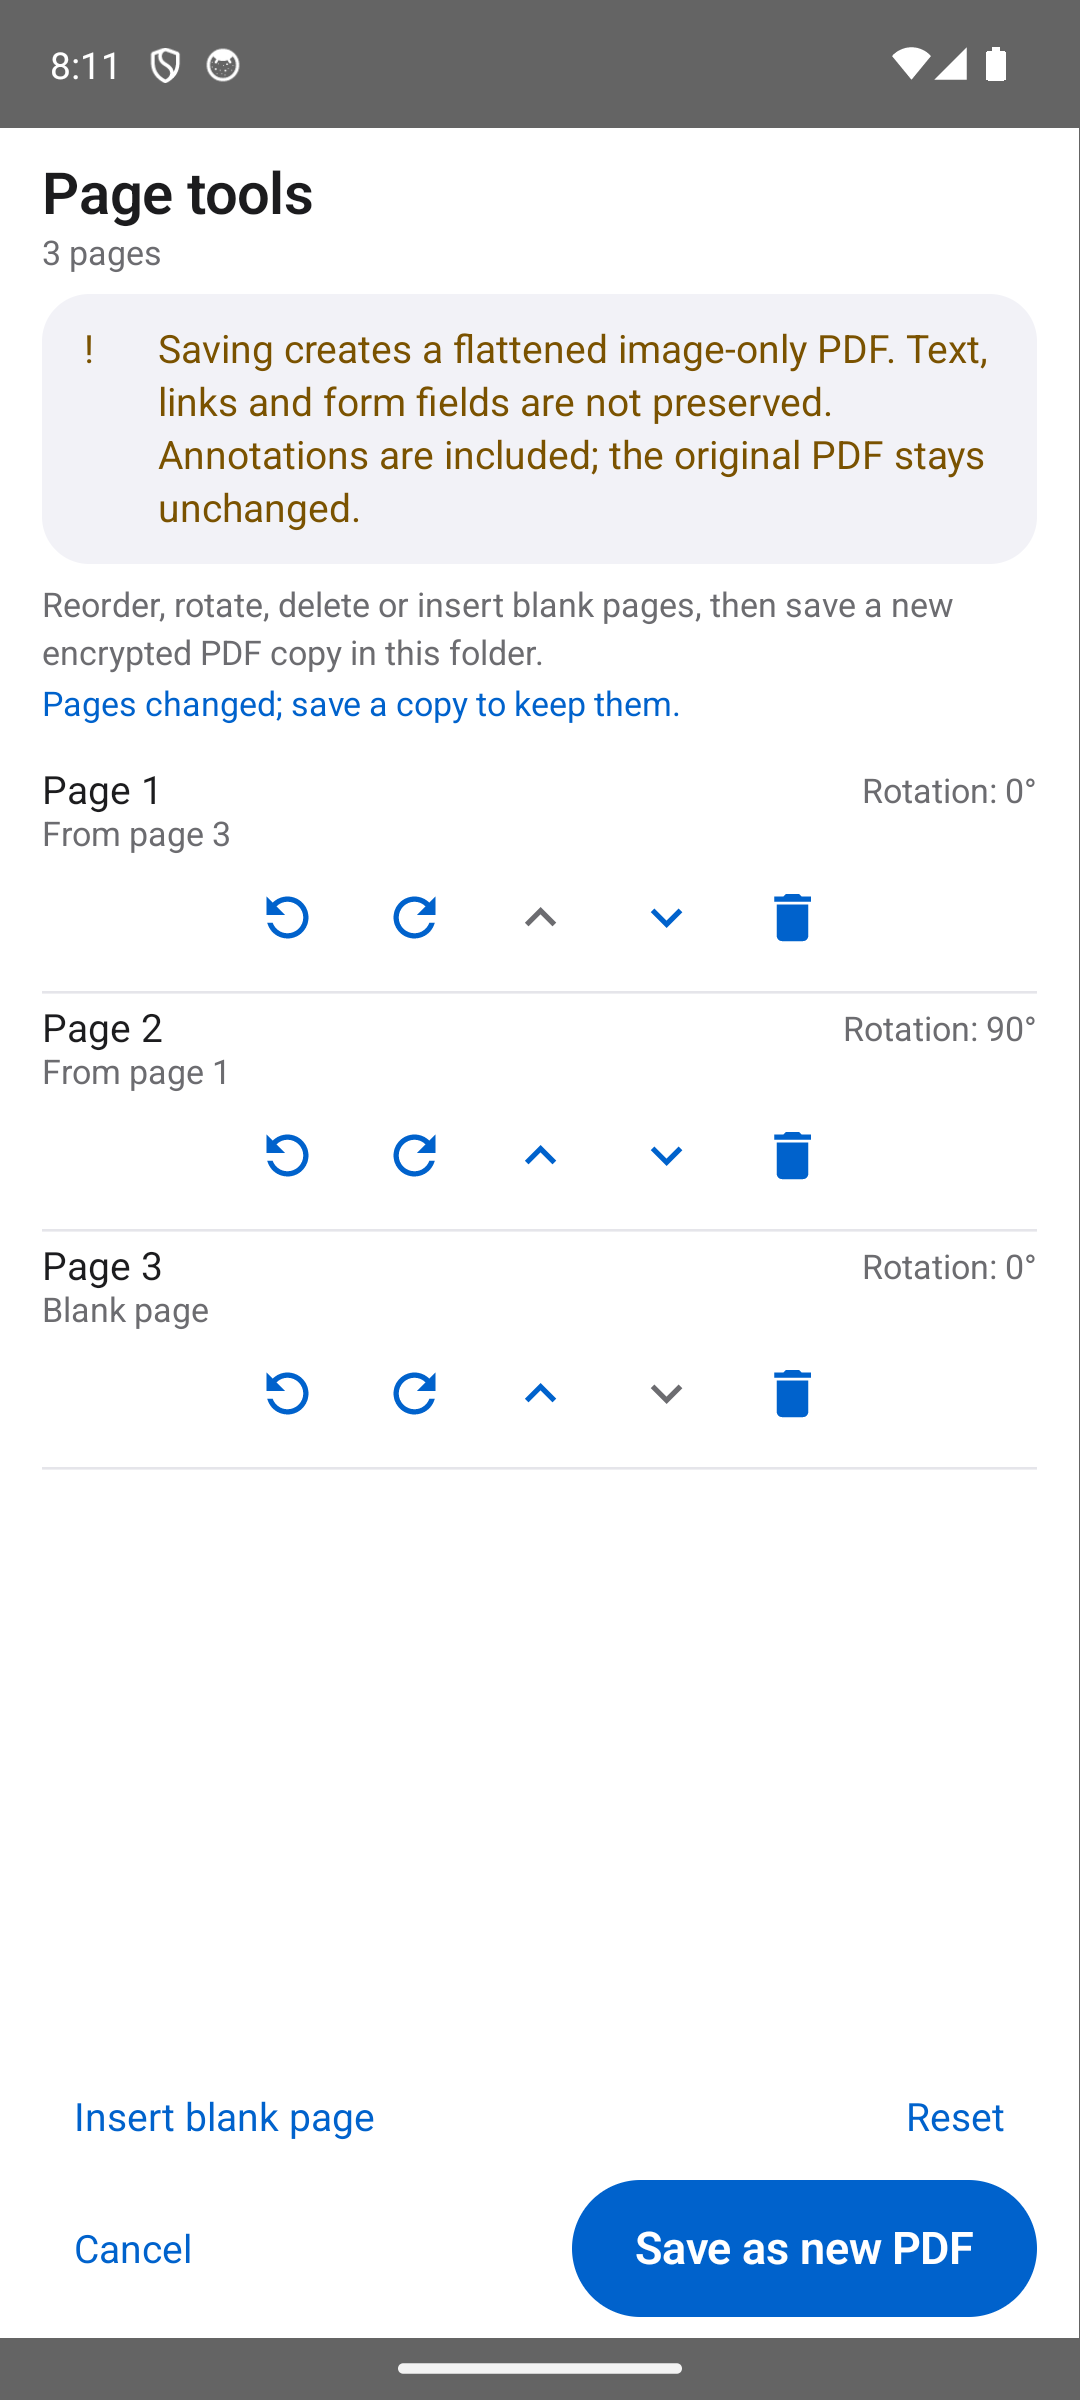 8:11
Page tools
3 pages
! Saving creates a flattened image-only PDF. Text,
links and form fields are not preserved.
Annotations are included; the original PDF stays
unchanged.
Reorder, rotate, delete or insert blank pages, then save a new
encrypted PDF copy in this folder.
Pages changed; save a copy to keep them.
Page 1 Rotation: 0°
From page 3
Page 2 Rotation: 90°
From page 1
Page 3 Rotation: 0°
Blank page
Insert blank page Reset
Cancel Save as new PDF